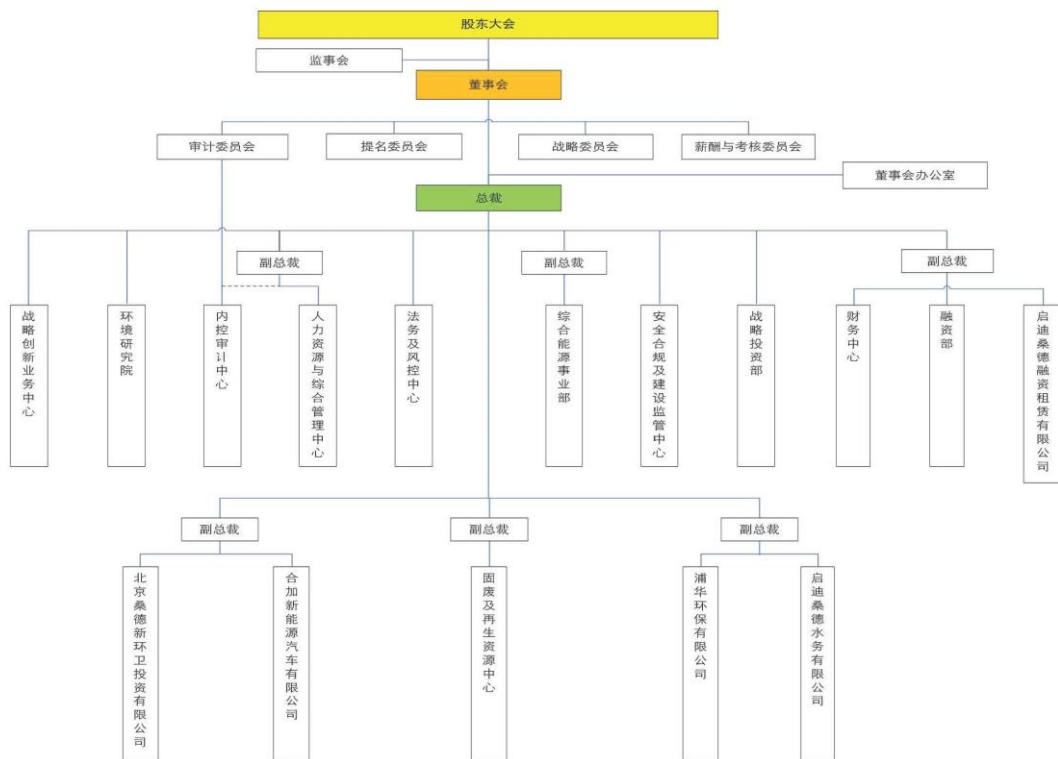 股东大会
监事会
董事会
审计委员会
提名委员会
战略委员会
薪酬与考核委员会
董事会办公室
总裁
副总裁
副总裁
副总裁
战略创新业务中心
环境研究院
内控审计中心
人力资源与综合管理中心
法务及风控中心
综合能源事业部
安全合规及建设监管中心
战略投资部
财务中心
融资部
启迪桑德融资租赁有限公司
副总裁
副总裁
副总裁
北京桑德新环卫投资有限公司
合加新能源汽车有限公司
固废及再生资源中心
浦华环保有限公司
启迪桑德水务有限公司